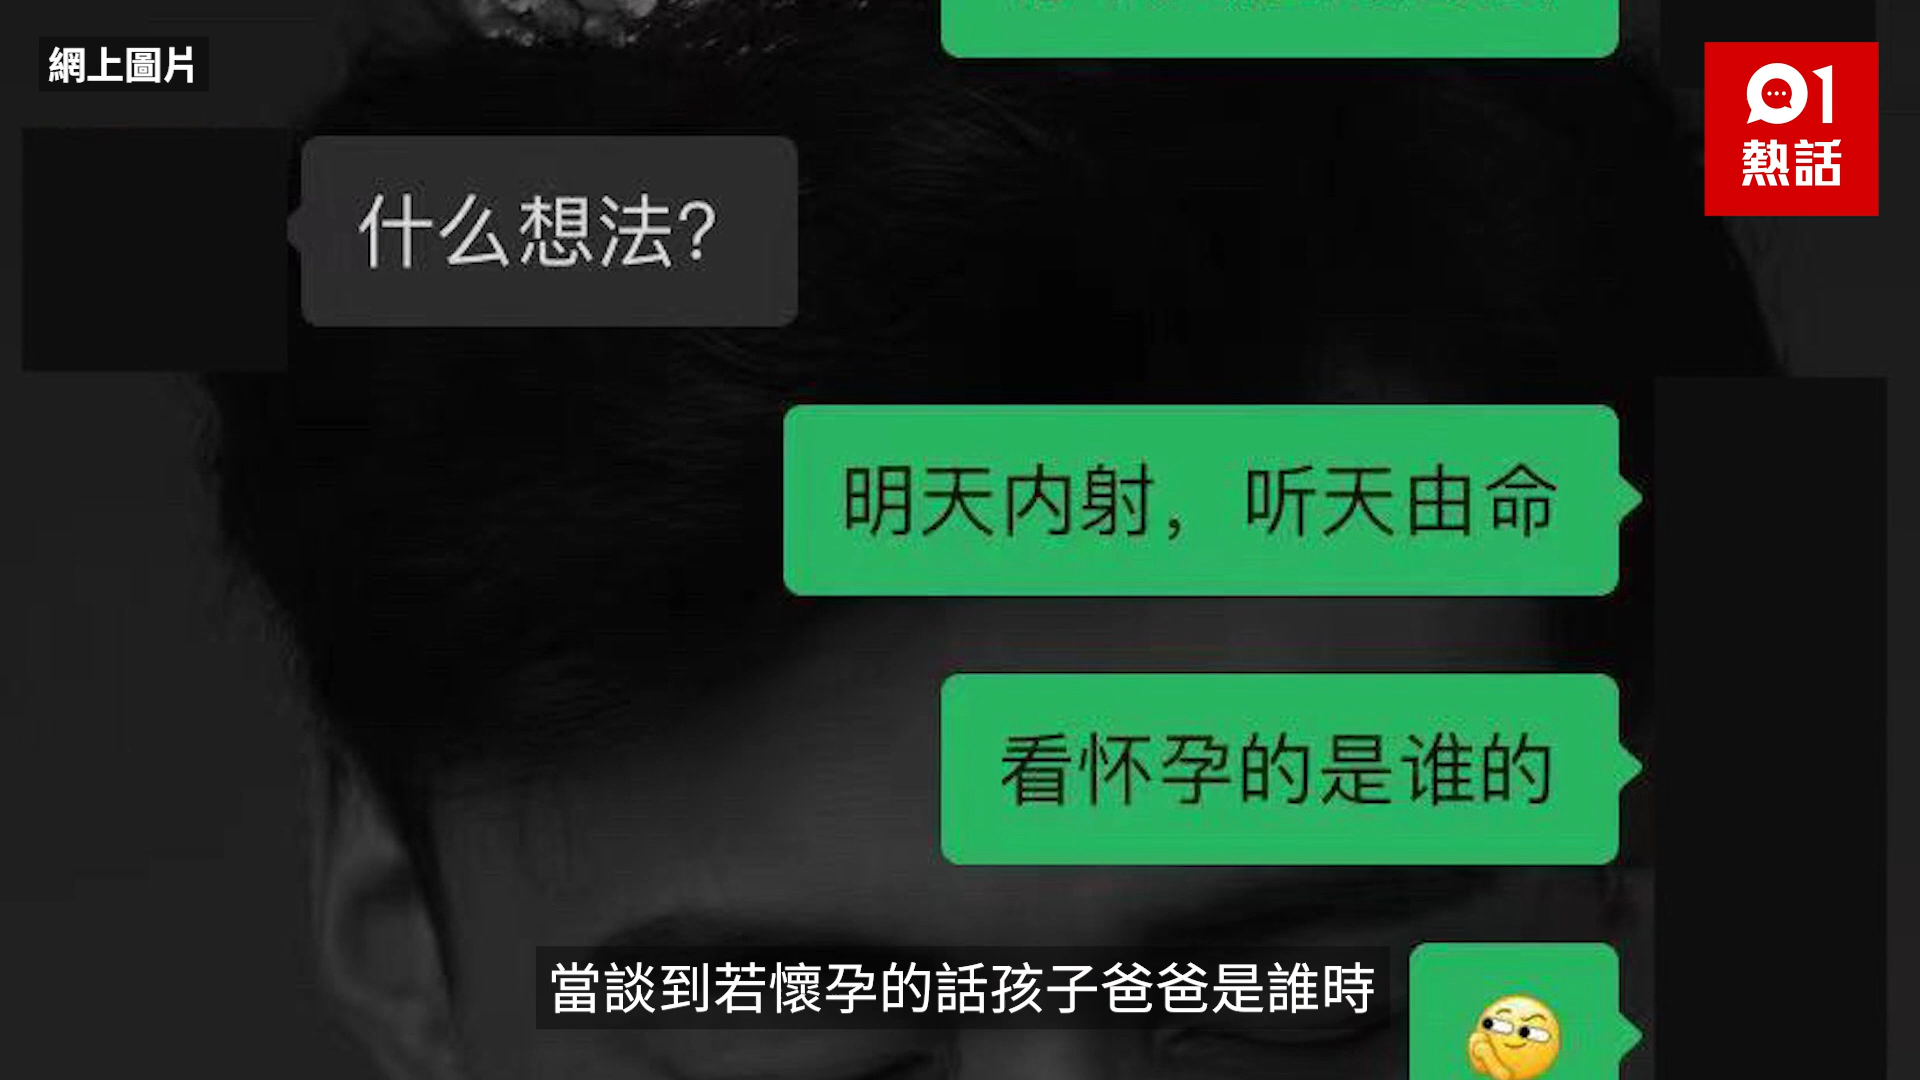 網上圖片
01
熱話
什么想法?
明天内射，听天由命
看怀孕的是谁的
當談到若懷孕的話孩子爸爸是誰時